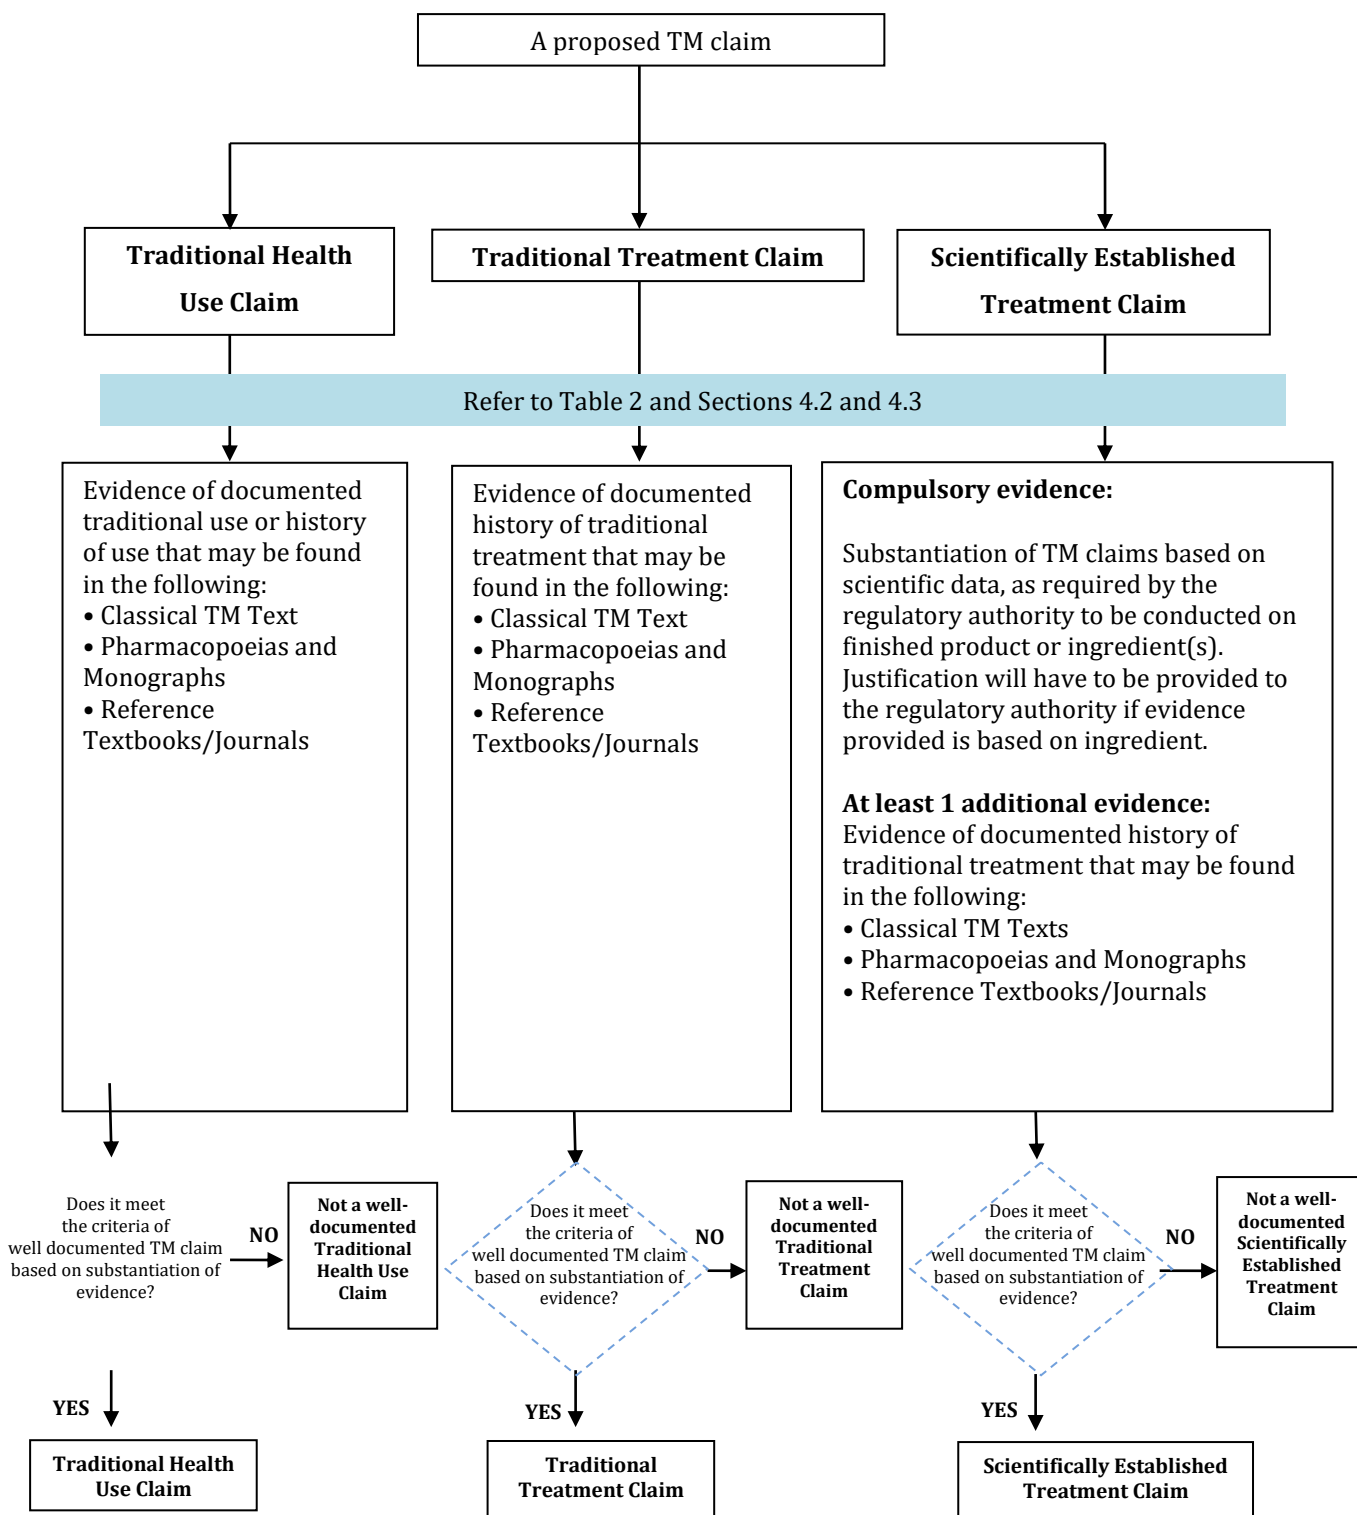 A proposed TM claim
Traditional Health
Use Claim
Traditional Treatment Claim
Scientifically Established
Treatment Claim
Refer to Table 2 and Sections 4.2 and 4.3
Evidence of documented
traditional use or history
of use that may be found
in the following:
• Classical TM Text
• Pharmacopoeias and
Monographs
• Reference
Textbooks/Journals
Evidence of documented
history of traditional
treatment that may be
found in the following:
• Classical TM Text
• Pharmacopoeias and
Monographs
• Reference
Textbooks/Journals
Compulsory evidence:
Substantiation of TM claims based on
scientific data, as required by the
regulatory authority to be conducted on
finished product or ingredient(s).
Justification will have to be provided to
the regulatory authority if evidence
provided is based on ingredient.
At least 1 additional evidence:
Evidence of documented history of
traditional treatment that may be found
in the following:
• Classical TM Texts
• Pharmacopoeias and Monographs
• Reference Textbooks/Journals
Does it meet
the criteria of
well documented TM claim
based on substantiation of
evidence?
NO
Not a well-
documented
Traditional
Health Use
Claim
Does it meet
the criteria of
well documented TM claim
based on substantiation of
evidence?
NO
Not a well-
documented
Traditional
Treatment
Claim
Does it meet
the criteria of
well documented TM claim
based on substantiation of
evidence?
NO
Not a well-
documented
Scientifically
Established
Treatment
Claim
YES
Traditional Health
Use Claim
YES
Traditional
Treatment Claim
YES
Scientifically Established
Treatment Claim